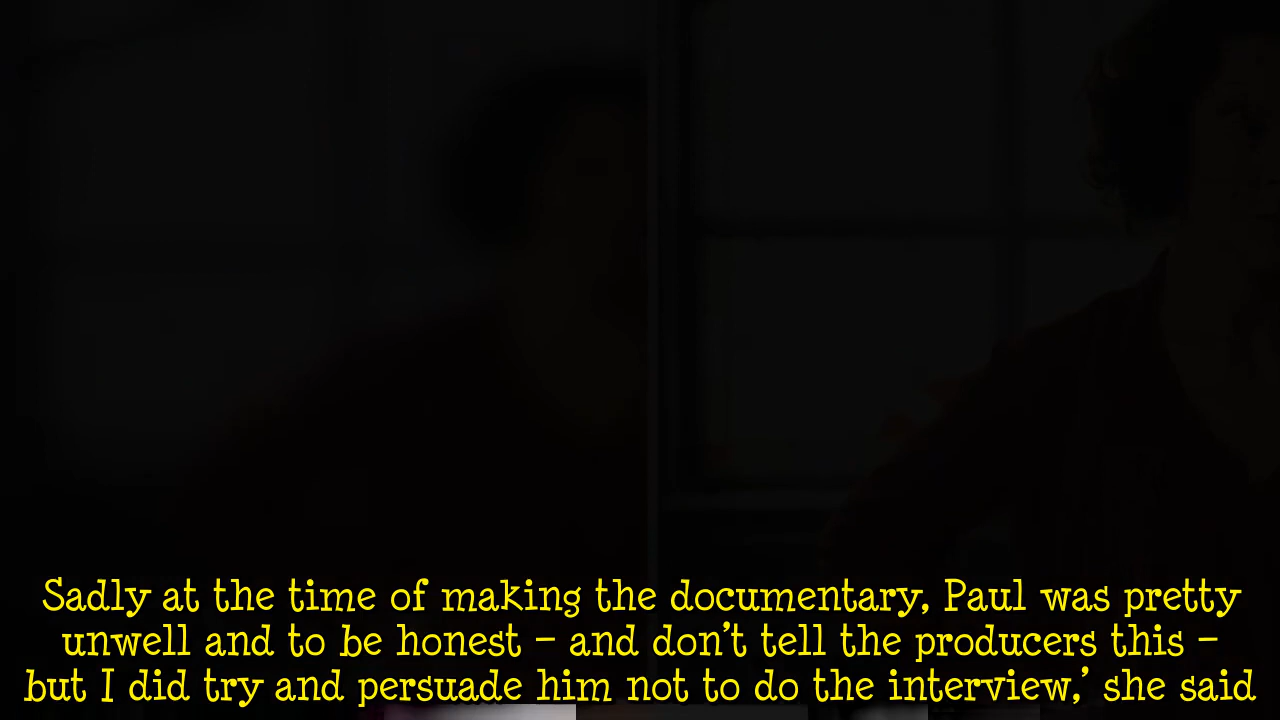 Sadly at the time of making the documentary, Paul was pretty
unwell and to be honest – and don’t tell the producers this –
but I did try and persuade him not to do the interview,’ she said